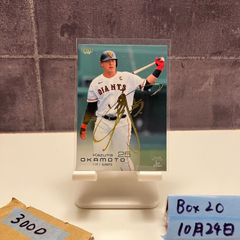 C
GIANTS
25
Kazuma
OKAMOTO
3000
Box 20
10月24日